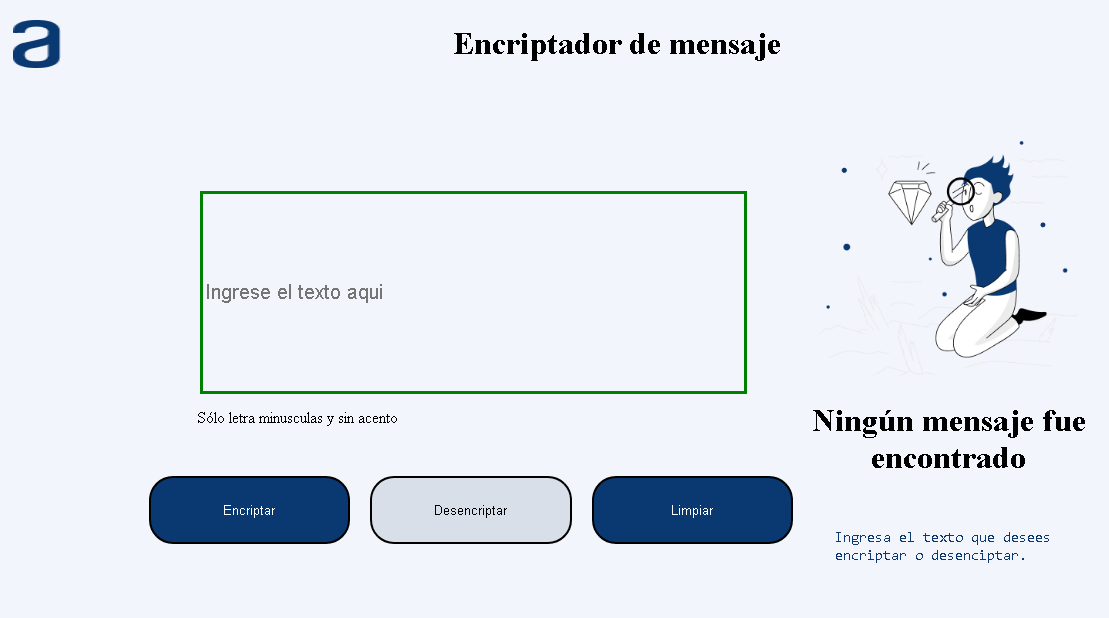 a
Encriptador de mensaje
Ingrese el texto aqui
Sólo letra minusculas y sin acento
Encriptar
Desencriptar
Limpiar
Ningún mensaje fue
encontrado
Ingresa el texto que desees
encriptar o desenciptar.